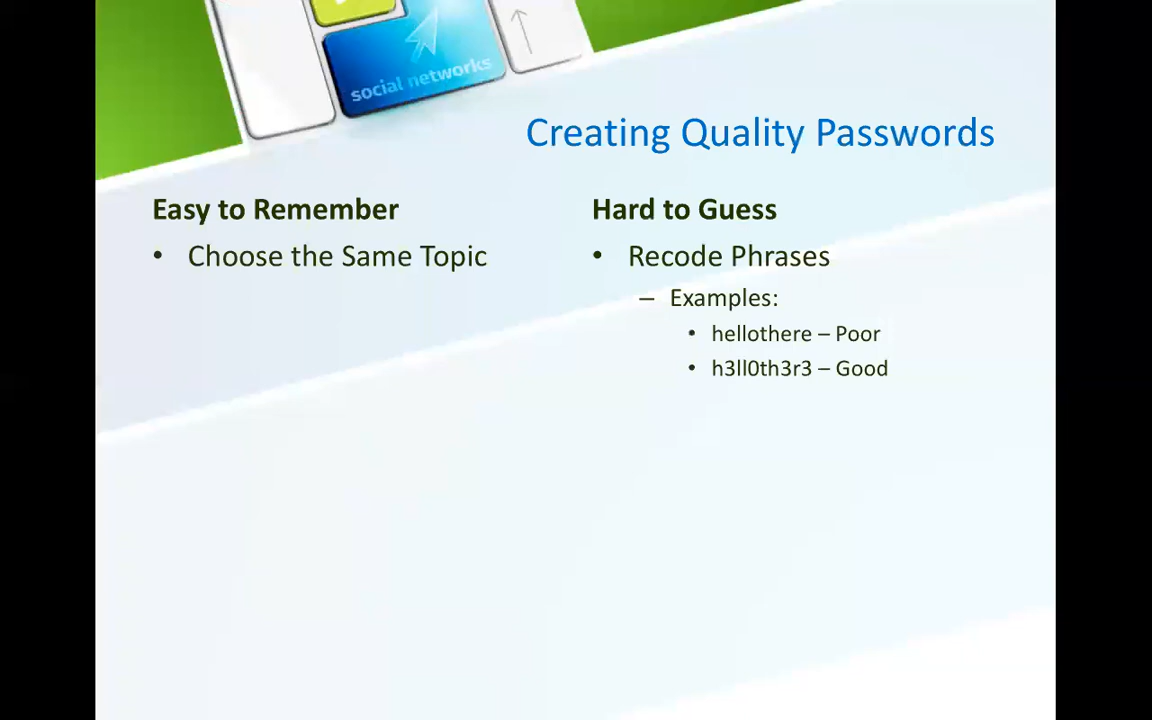 social networks
Creating Quality Passwords
Easy to Remember
• Choose the Same Topic
Hard to Guess
• Recode Phrases
– Examples:
• hellothere – Poor
• h3ll0th3r3 – Good